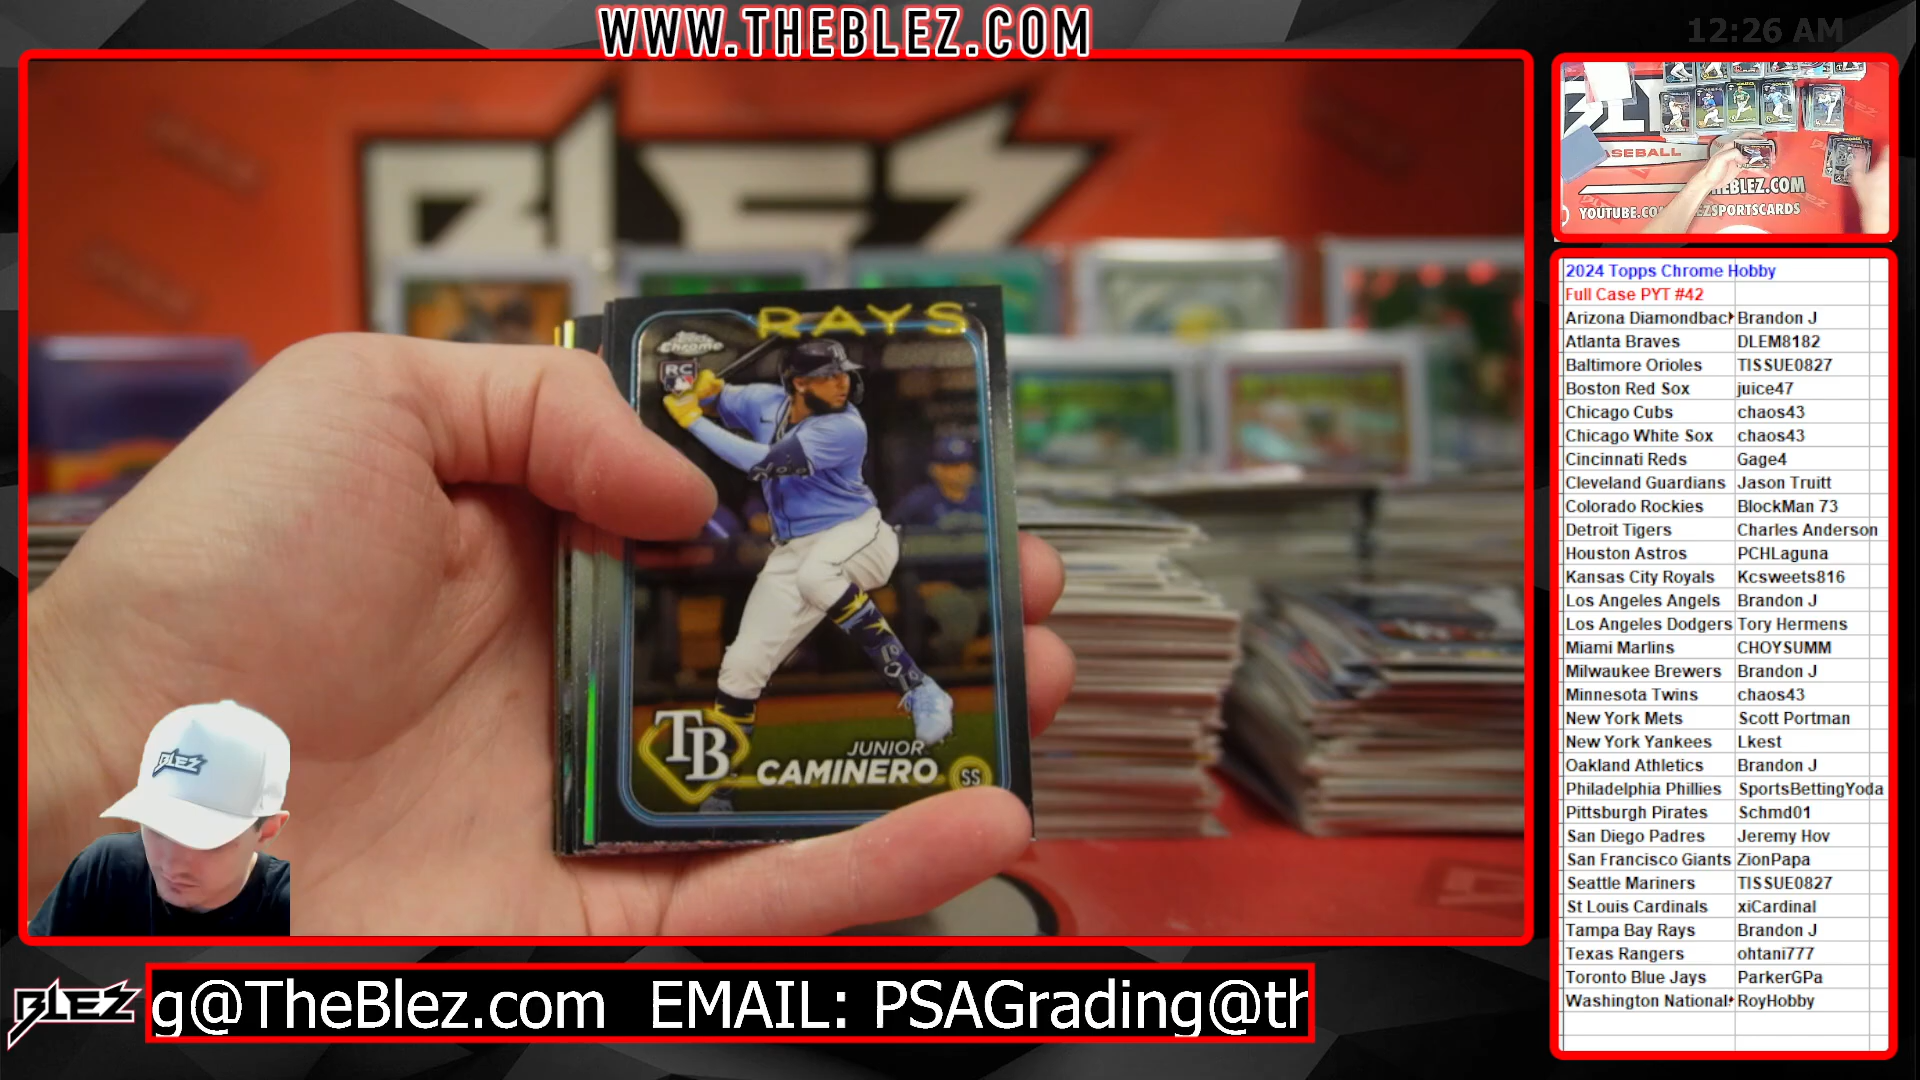 WWW.THEBLEZ.COM
12:26 AM
BLEZ
RAYS
Topps Chrome
RC
TB
JUNIOR
CAMINERO
SS
BLEZ
ASEBALL
THEBLEZ.COM
YOUTUBE.CO EZSPORTSCARDS
2024 Topps Chrome Hobby
Full Case PYT #42
Arizona Diamondback Brandon J
Atlanta Braves DLEM8182
Baltimore Orioles TISSUE0827
Boston Red Sox juice47
Chicago Cubs chaos43
Chicago White Sox chaos43
Cincinnati Reds Gage4
Cleveland Guardians Jason Truitt
Colorado Rockies BlockMan 73
Detroit Tigers Charles Anderson
Houston Astros PCHLaguna
Kansas City Royals Kcsweets816
Los Angeles Angels Brandon J
Los Angeles Dodgers Tory Hermens
Miami Marlins CHOYSUMM
Milwaukee Brewers Brandon J
Minnesota Twins chaos43
New York Mets Scott Portman
New York Yankees Lkest
Oakland Athletics Brandon J
Philadelphia Phillies SportsBettingYoda
Pittsburgh Pirates Schmd01
San Diego Padres Jeremy Hov
San Francisco Giants ZionPapa
Seattle Mariners TISSUE0827
St Louis Cardinals xiCardinal
Tampa Bay Rays Brandon J
Texas Rangers ohtani777
Toronto Blue Jays ParkerGPa
Washington National RoyHobby
BLEZ
g@TheBlez.com EMAIL: PSAGrading@th